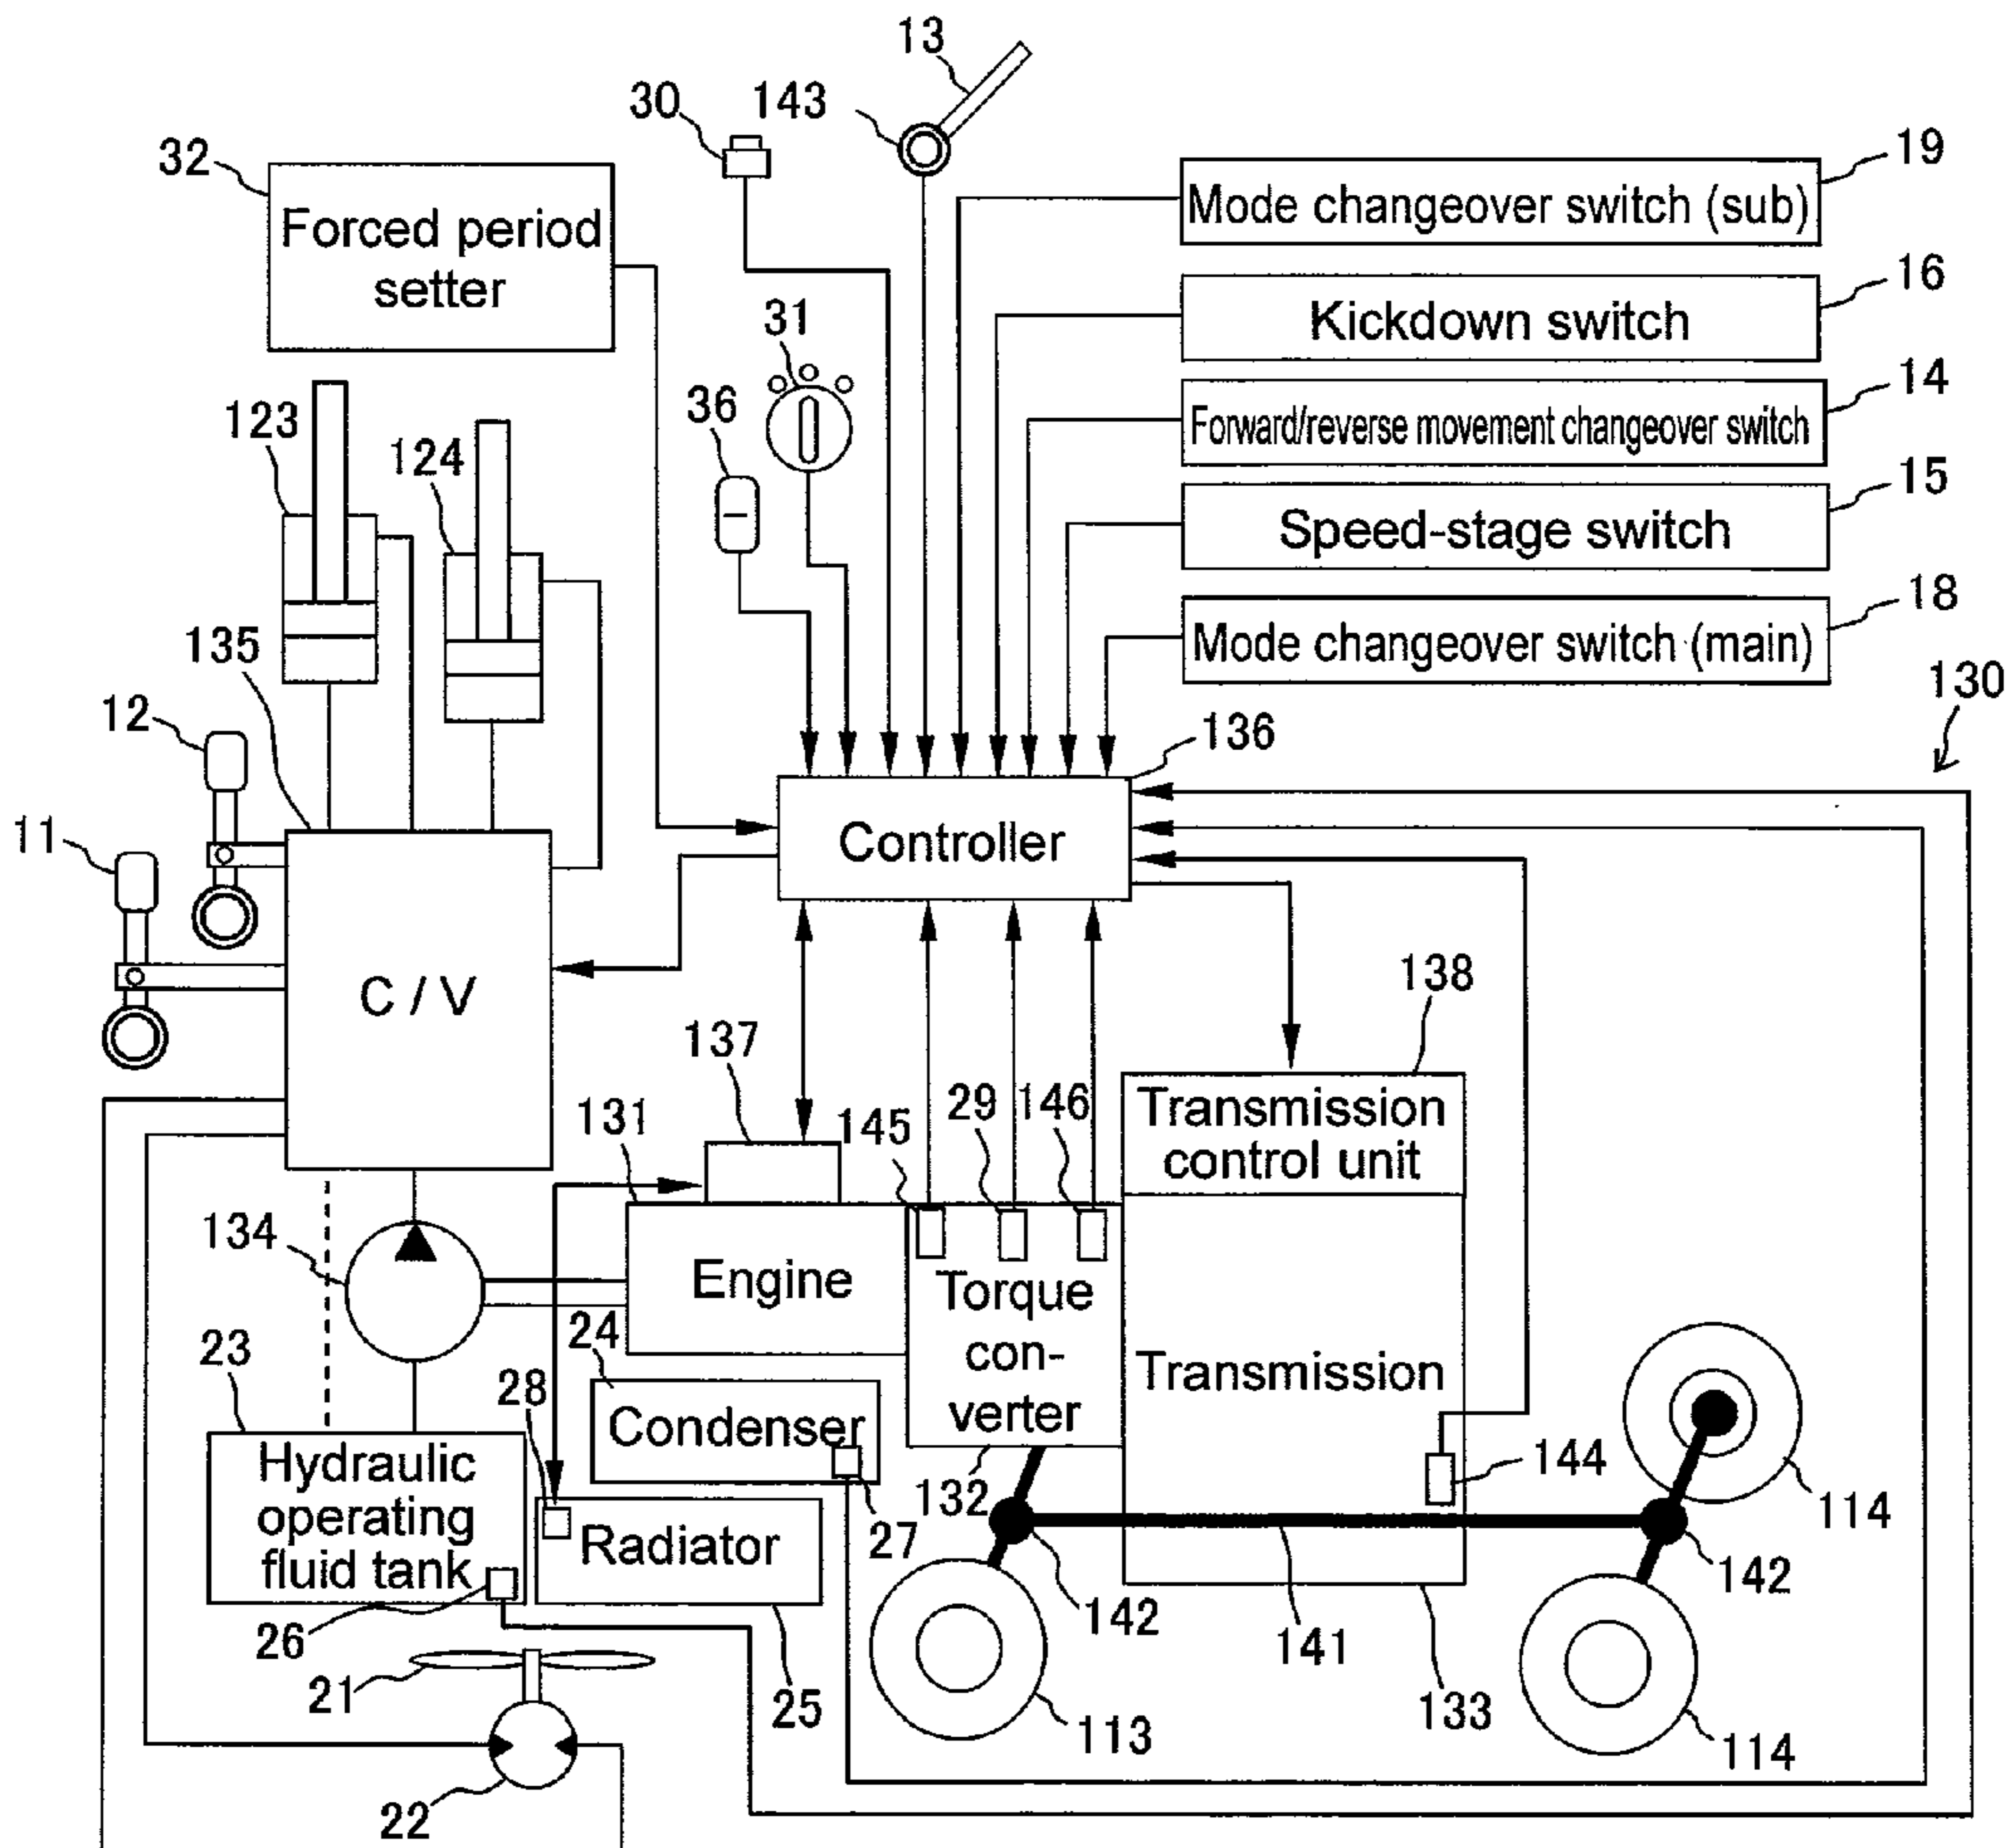 13
30
143
19
32
Mode changeover switch (sub)
Forced period
setter
16
Kickdown switch
31
14
36
123
Forward/reverse movement changeover switch
124
15
Speed-stage switch
18
135
Mode changeover switch (main)
130
12
136
11
Controller
C / V
138
137
29
146
131
145
Transmission
control unit
134
Engine
Torque
con-
verter
24
23
28
Transmission
Condenser
Hydraulic
operating
fluid tank
144
132
27
114
Radiator
142
142
26
141
21
25
133
113
114
22